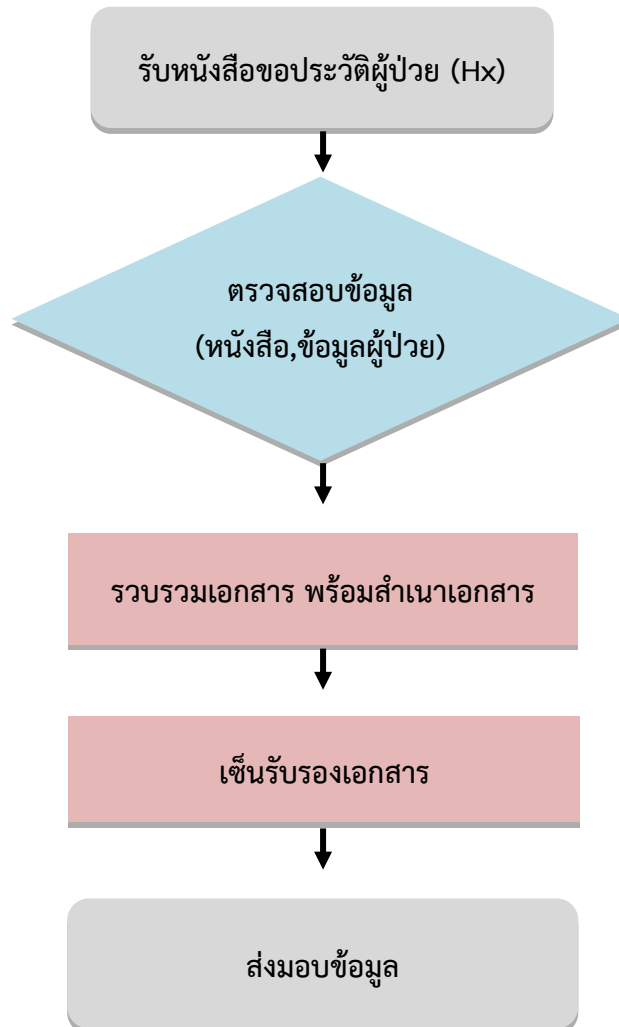 รับหนังสือขอประวัติผู้ป่วย (Hx)
ตรวจสอบข้อมูล
(หนังสือ,ข้อมูลผู้ป่วย)
รวบรวมเอกสาร พร้อมสำเนาเอกสาร
เซ็นรับรองเอกสาร
ส่งมอบข้อมูล